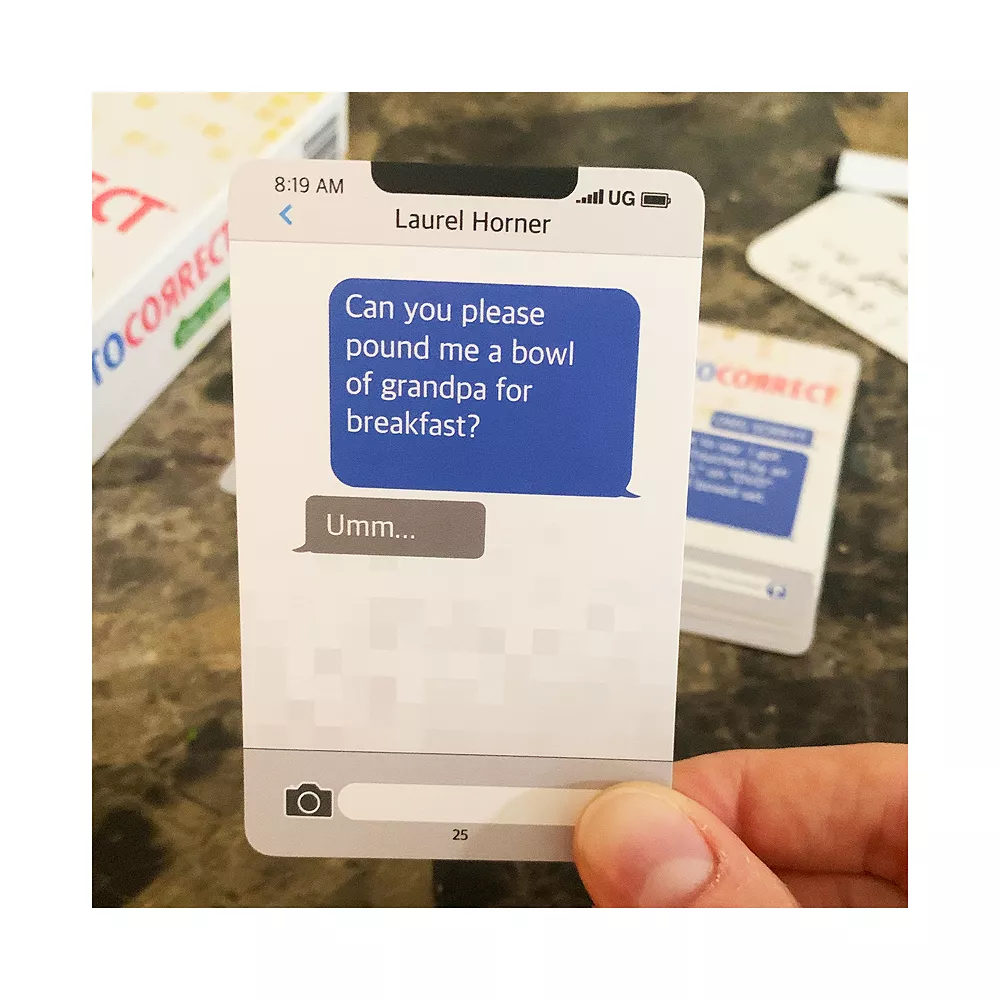 8:19 AM
UG
Laurel Horner
Can you please
pound me a bowl
of grandpa for
breakfast?
Umm...
25
ECT
TOCORRECT
OCORRECT